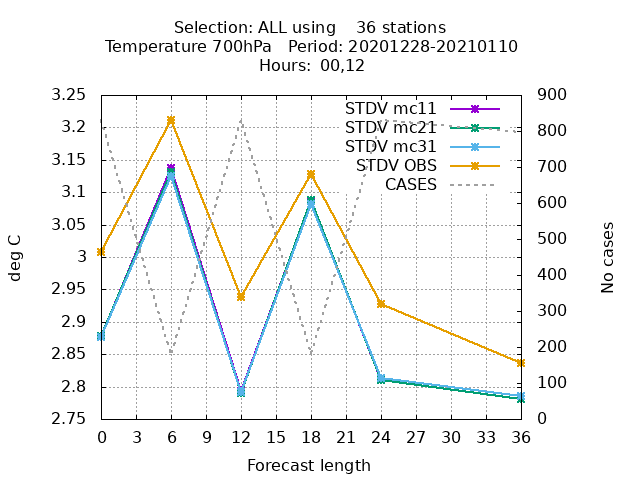 Selection: ALL using    36 stations
Temperature 700hPa   Period: 20201228-20210110
Hours:  00,12
3.25
3.2
3.15
3.1
3.05
3
2.95
2.9
2.85
2.8
2.75
deg C
STDV mc11
STDV mc21
STDV mc31
STDV OBS
CASES
900
800
700
600
500
400
300
200
100
0
No cases
0 3 6 9 12 15 18 21 24 27 30 33 36
Forecast length